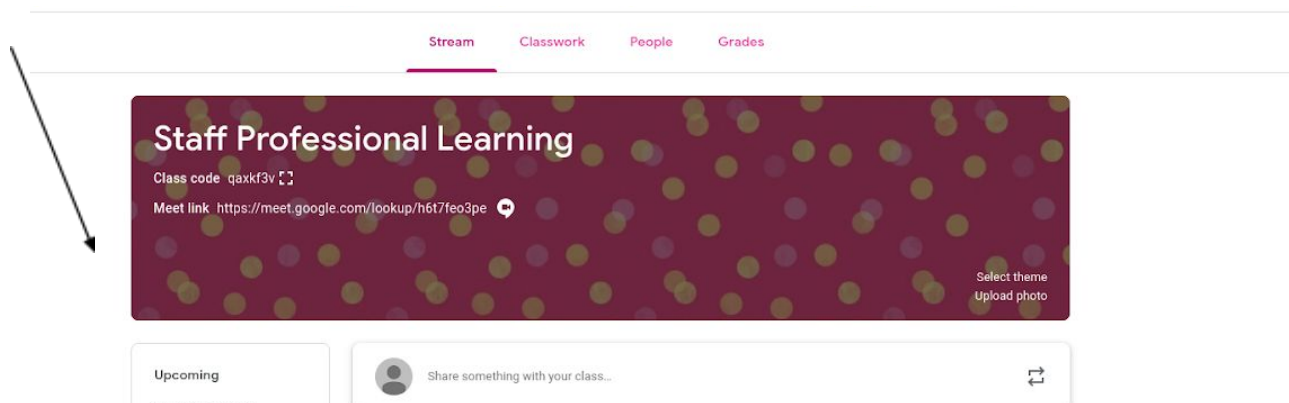 Stream Classwork People Grades
Staff Professional Learning
Class code qaxkf3v
Meet link https://meet.google.com/lookup/h6t7feo3pe
Select theme
Upload photo
Upcoming
Share something with your class...